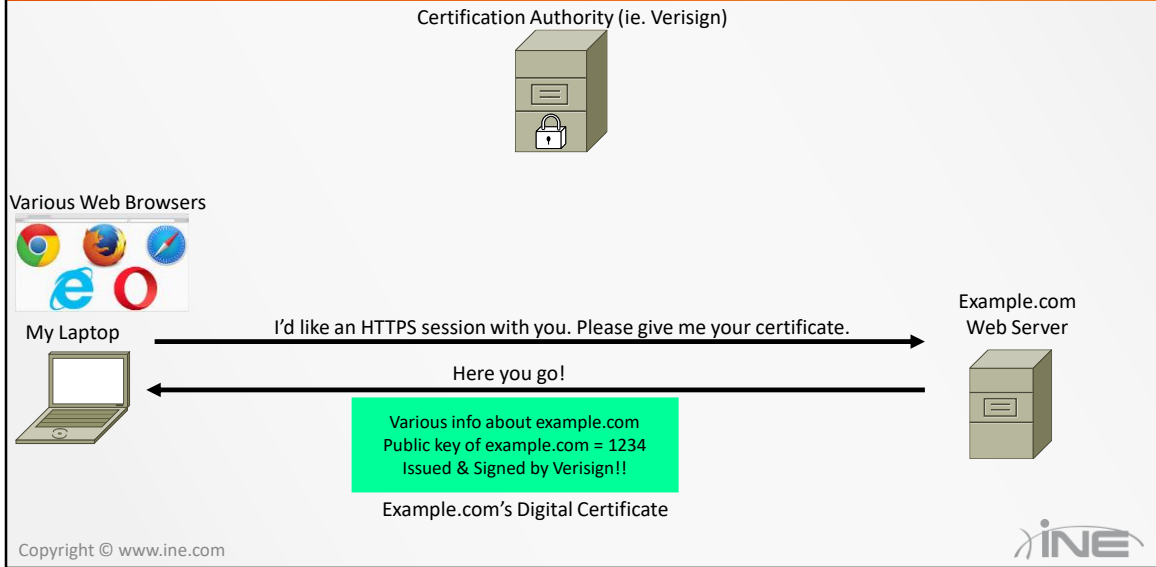 Certification Authority (ie. Verisign)
Various Web Browsers
My Laptop
I’d like an HTTPS session with you. Please give me your certificate.
Example.com
Web Server
Here you go!
Various info about example.com
Public key of example.com = 1234
Issued & Signed by Verisign!!
Example.com’s Digital Certificate
Copyright © www.ine.com
iNE